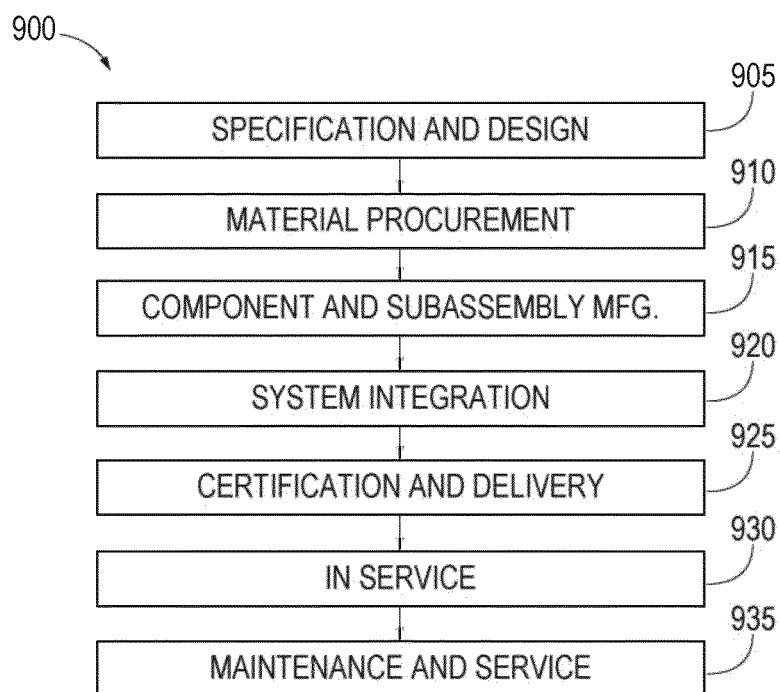 900
905
SPECIFICATION AND DESIGN
910
MATERIAL PROCUREMENT
915
COMPONENT AND SUBASSEMBLY MFG.
920
SYSTEM INTEGRATION
925
CERTIFICATION AND DELIVERY
930
IN SERVICE
935
MAINTENANCE AND SERVICE